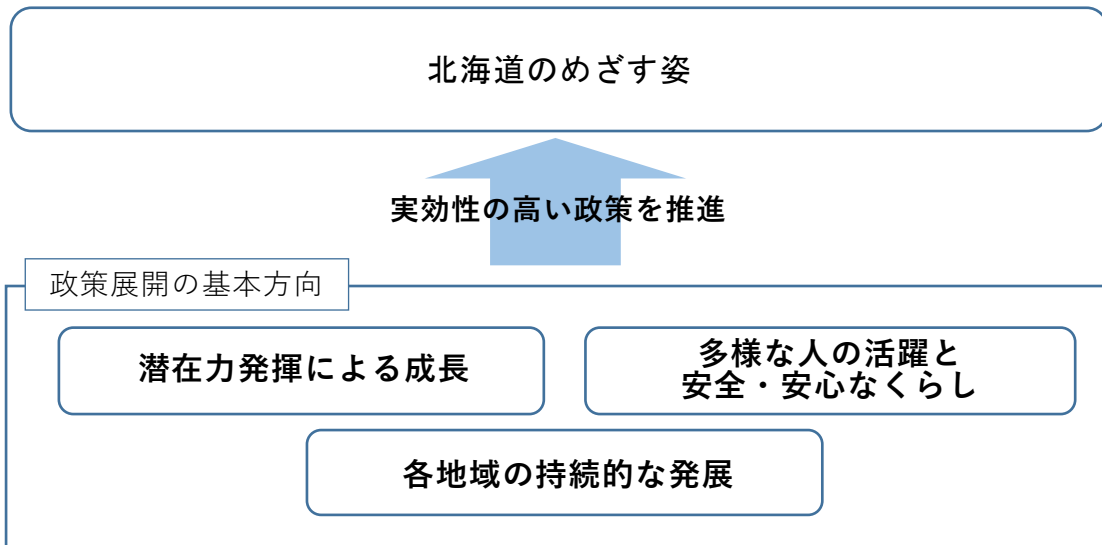 北海道のめざす姿
実効性の高い政策を推進
政策展開の基本方向
潜在力発揮による成長
多様な人の活躍と
安全・安心なくらし
各地域の持続的な発展